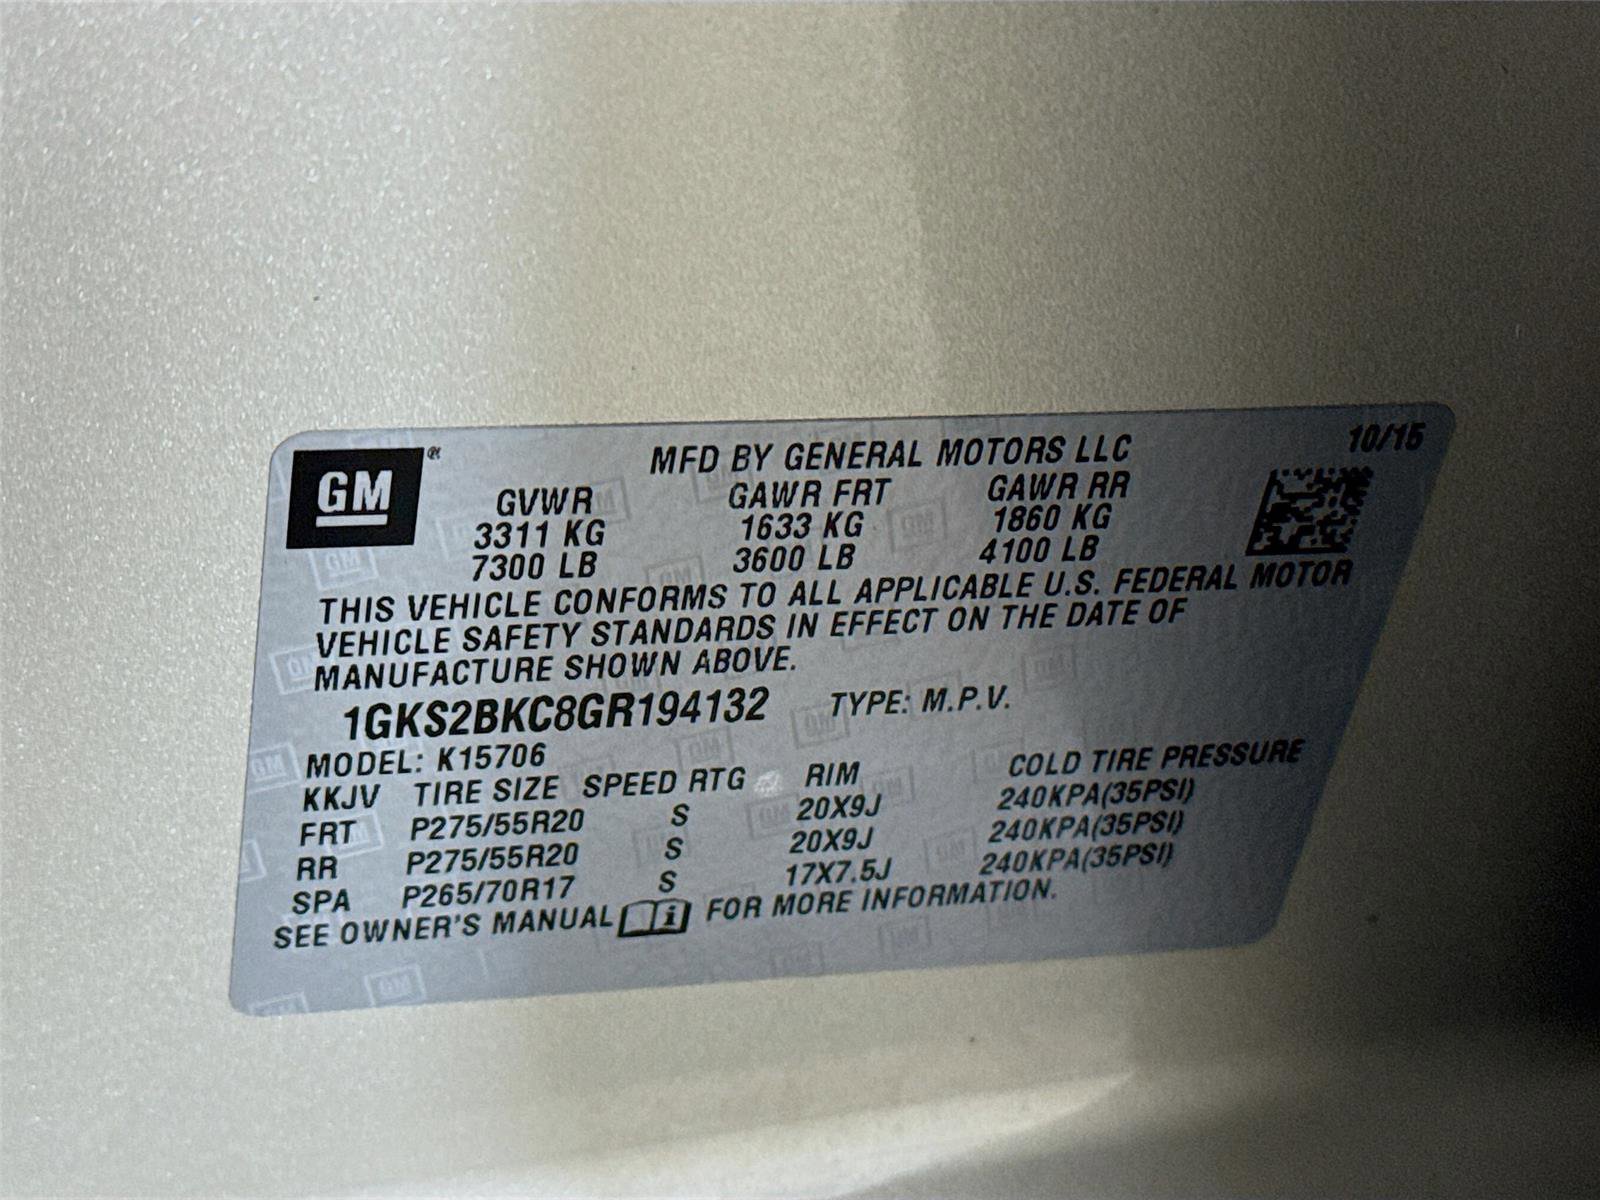 GM®
MFD BY GENERAL MOTORS LLC 10/15
GVWR GAWR FRT GAWR RR
3311 KG 1633 KG 1860 KG
7300 LB 3600 LB 4100 LB
THIS VEHICLE CONFORMS TO ALL APPLICABLE U.S. FEDERAL MOTOR
VEHICLE SAFETY STANDARDS IN EFFECT ON THE DATE OF
MANUFACTURE SHOWN ABOVE.
1GKS2BKC8GR194132 TYPE: M.P.V.
MODEL: K15706
KKJV TIRE SIZE SPEED RTG RIM COLD TIRE PRESSURE
FRT P275/55R20 S 20X9J 240KPA(35PSI)
RR P275/55R20 S 20X9J 240KPA(35PSI)
SPA P265/70R17 S 17X7.5J 240KPA(35PSI)
SEE OWNER'S MANUAL i FOR MORE INFORMATION.